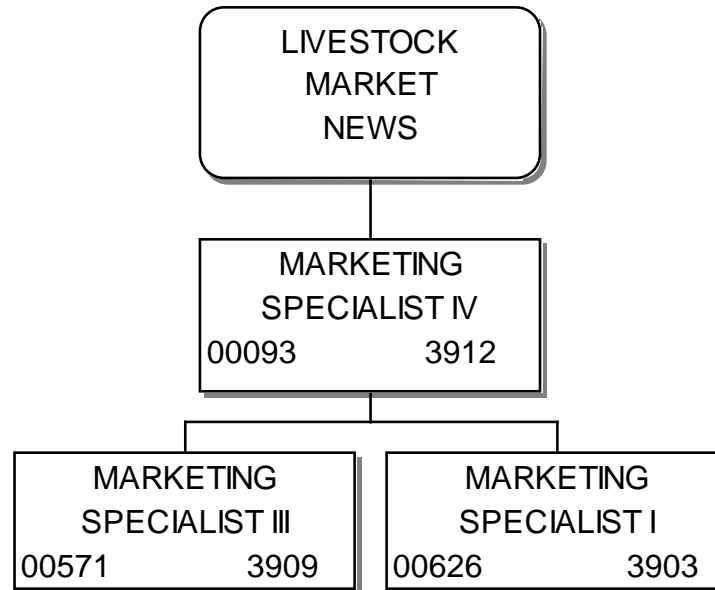 LIVESTOCK
MARKET
NEWS
MARKETING
SPECIALIST IV
00093 3912
MARKETING
SPECIALIST III
00571 3909
MARKETING
SPECIALIST I
00626 3903